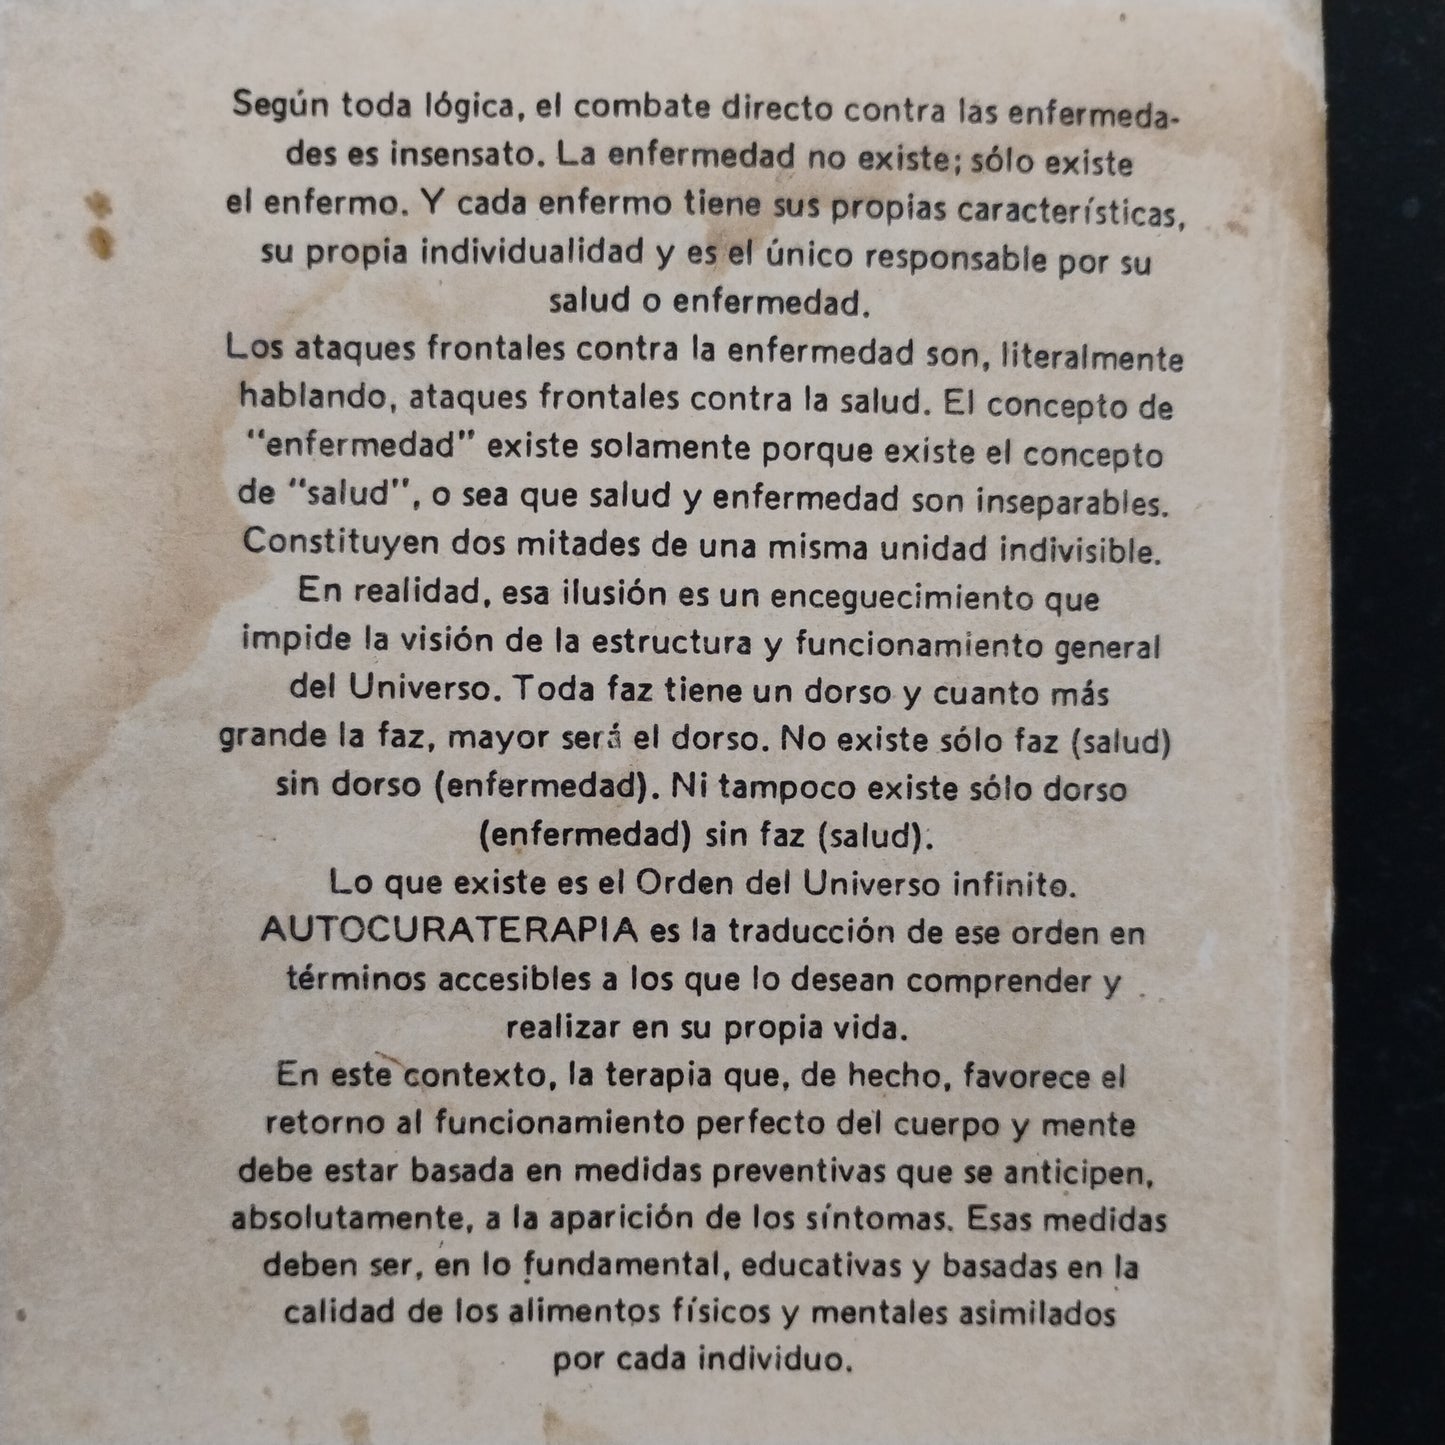 Según toda lógica, el combate directo contra las enfermeda-
des es insensato. La enfermedad no existe; sólo existe
el enfermo. Y cada enfermo tiene sus propias características,
su propia individualidad y es el único responsable por su
salud o enfermedad.
Los ataques frontales contra la enfermedad son, literalmente
hablando, ataques frontales contra la salud. El concepto de
"enfermedad" existe solamente porque existe el concepto
de "salud", o sea que salud y enfermedad son inseparables.
Constituyen dos mitades de una misma unidad indivisible.
En realidad, esa ilusión es un enceguecimiento que
impide la visión de la estructura y funcionamiento general
del Universo. Toda faz tiene un dorso y cuanto más
grande la faz, mayor será el dorso. No existe sólo faz (salud)
sin dorso (enfermedad). Ni tampoco existe sólo dorso
(enfermedad) sin faz (salud).
Lo que existe es el Orden del Universo infinito.
AUTOCURATERAPIA es la traducción de ese orden en
términos accesibles a los que lo desean comprender y
realizar en su propia vida.
En este contexto, la terapia que, de hecho, favorece el
retorno al funcionamiento perfecto del cuerpo y mente
debe estar basada en medidas preventivas que se anticipen,
absolutamente, a la aparición de los síntomas. Esas medidas
deben ser, en lo fundamental, educativas y basadas en la
calidad de los alimentos físicos y mentales asimilados
por cada individuo.